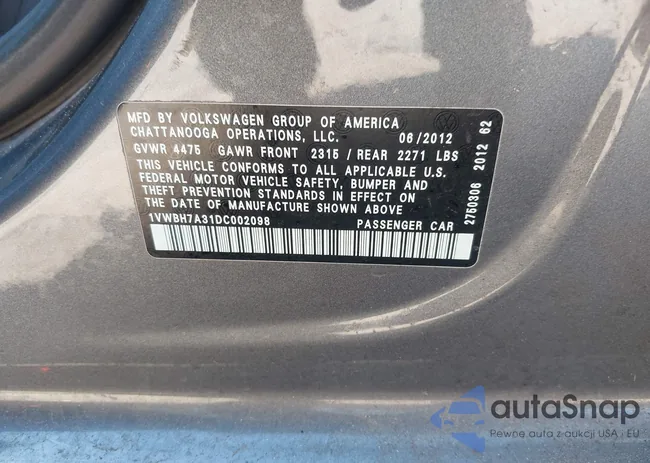 MFD BY VOLKSWAGEN GROUP OF AMERICA
CHATTANOOGA OPERATIONS, LLC. 06/2012
GVWR 4475 GAWR FRONT 2315 / REAR 2271 LBS
THIS VEHICLE CONFORMS TO ALL APPLICABLE U.S.
FEDERAL MOTOR VEHICLE SAFETY, BUMPER AND
THEFT PREVENTION STANDARDS IN EFFECT ON
THE DATE OF MANUFACTURE SHOWN ABOVE
1VWBH7A31DC002098 PASSENGER CAR
2750306 2012 62
autaSnap
Pewne auta z aukcji USA i EU